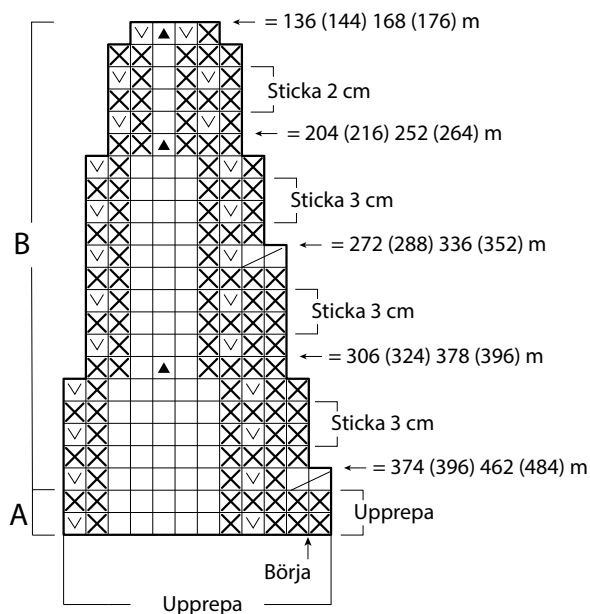 = 136 (144) 168 (176) m
Sticka 2 cm
= 204 (216) 252 (264) m
Sticka 3 cm
B
= 272 (288) 336 (352) m
Sticka 3 cm
= 306 (324) 378 (396) m
Sticka 3 cm
= 374 (396) 462 (484) m
A
Upprepa
Börja
Upprepa